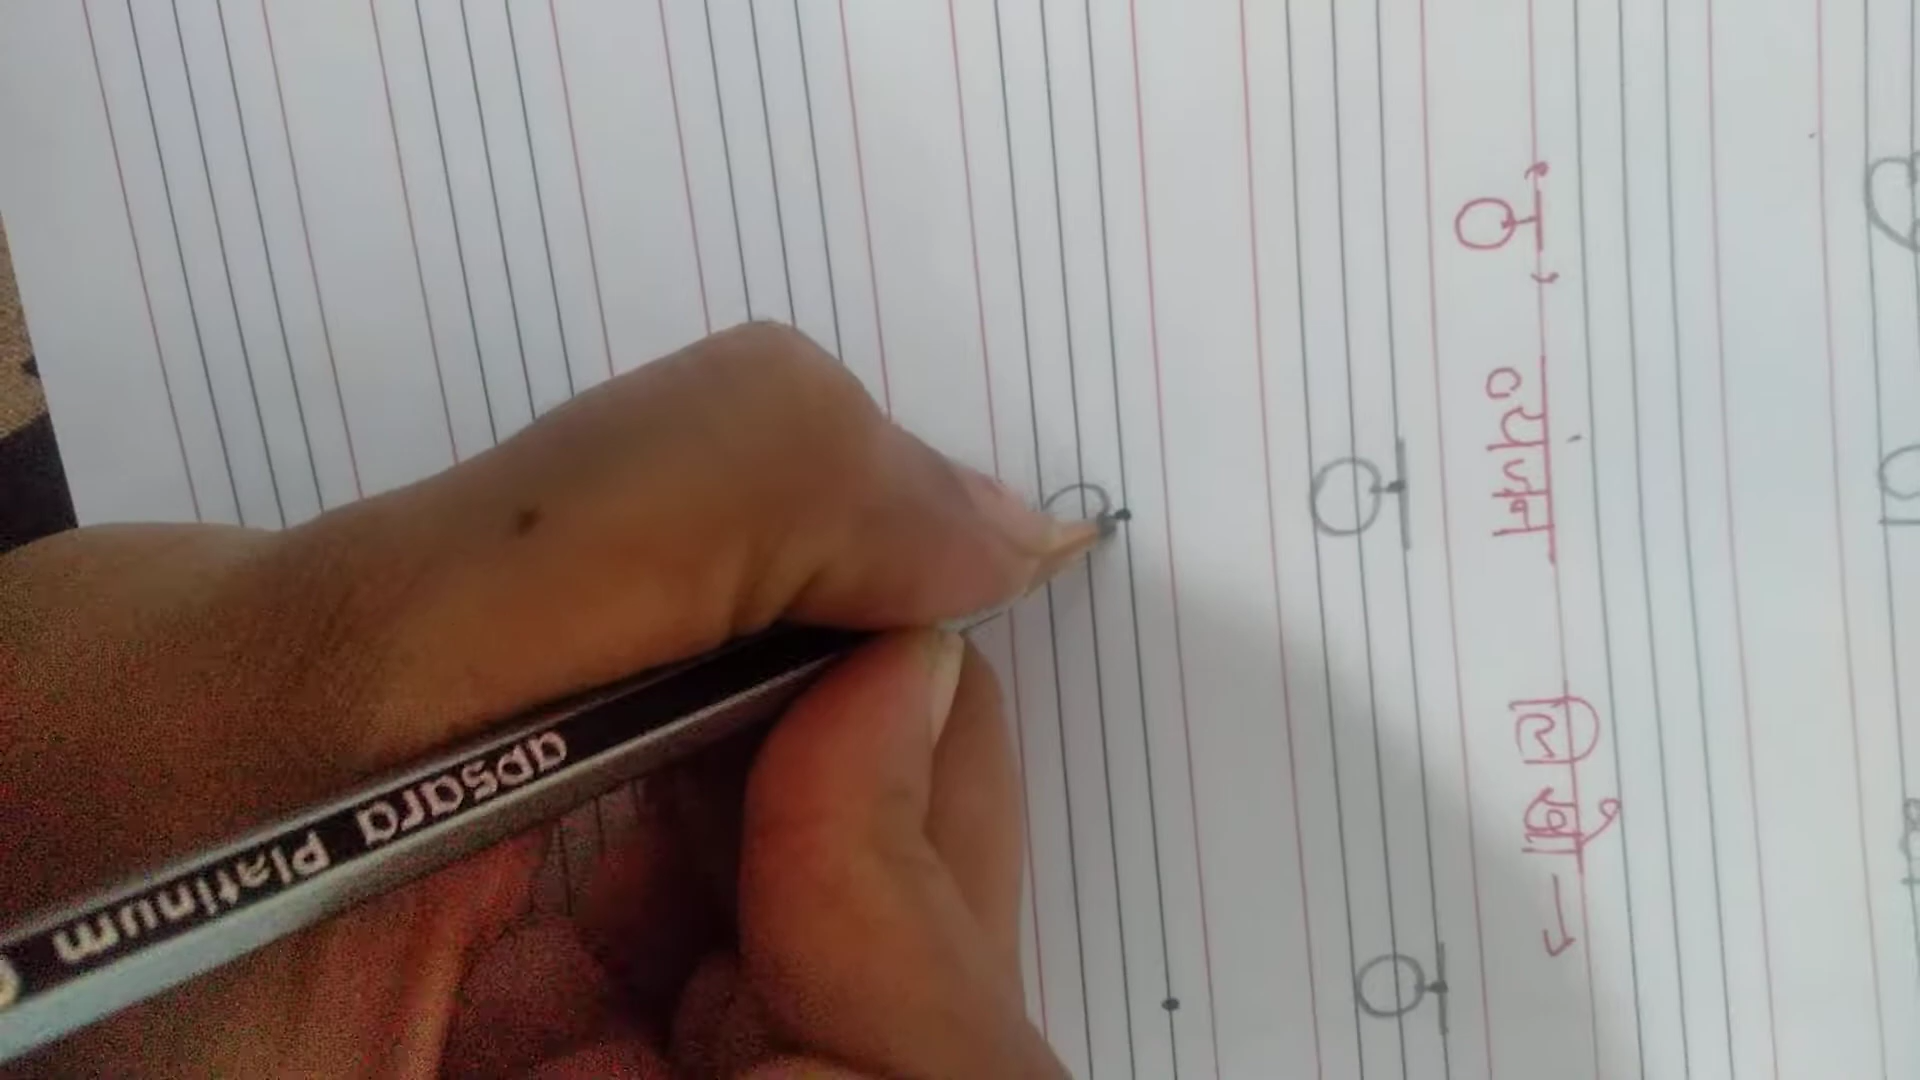 'ठ' व्यंजन लिखो →
ठ ठ
apsara Platinum